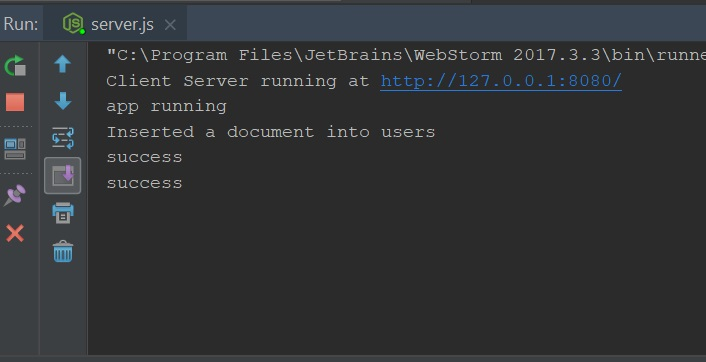 Run: JS server.js
"C:\Program Files\JetBrains\WebStorm 2017.3.3\bin\runne
Client Server running at http://127.0.0.1:8080/
app running
Inserted a document into users
success
success